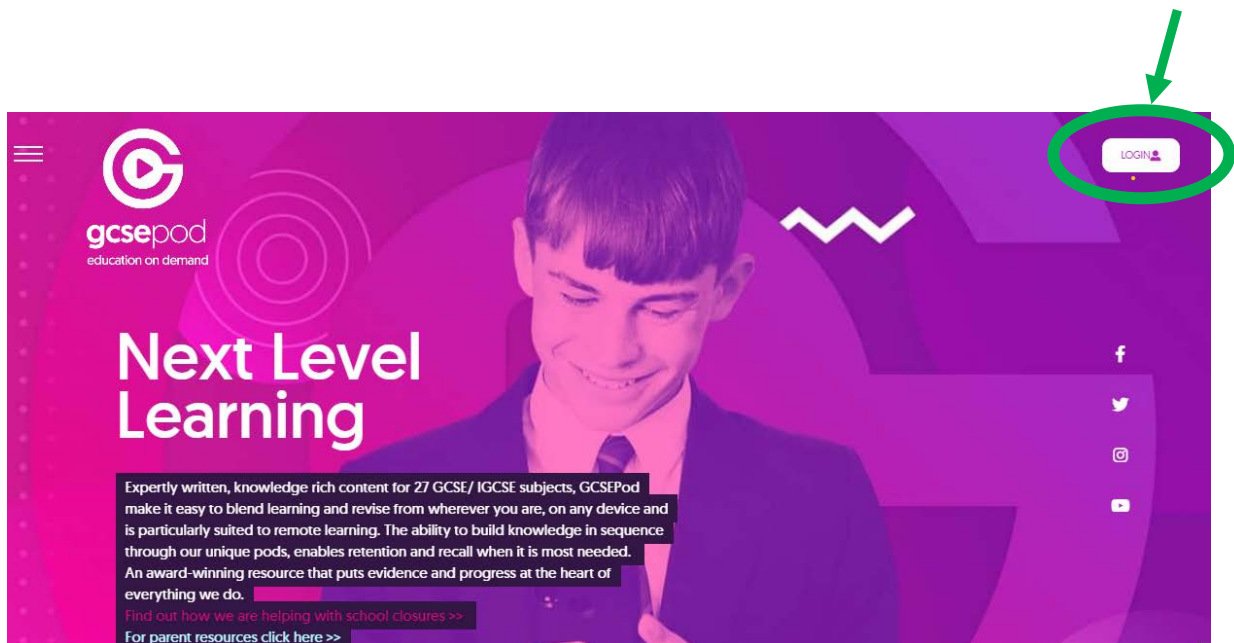 LOGIN
gcsepod
education on demand
Next Level
Learning
Expertly written, knowledge rich content for 27 GCSE/ IGCSE subjects, GCSEPod
make it easy to blend learning and revise from wherever you are, on any device and
is particularly suited to remote learning. The ability to build knowledge in sequence
through our unique pods, enables retention and recall when it is most needed.
An award-winning resource that puts evidence and progress at the heart of
everything we do.
Find out how we are helping with school closures >>
For parent resources click here >>